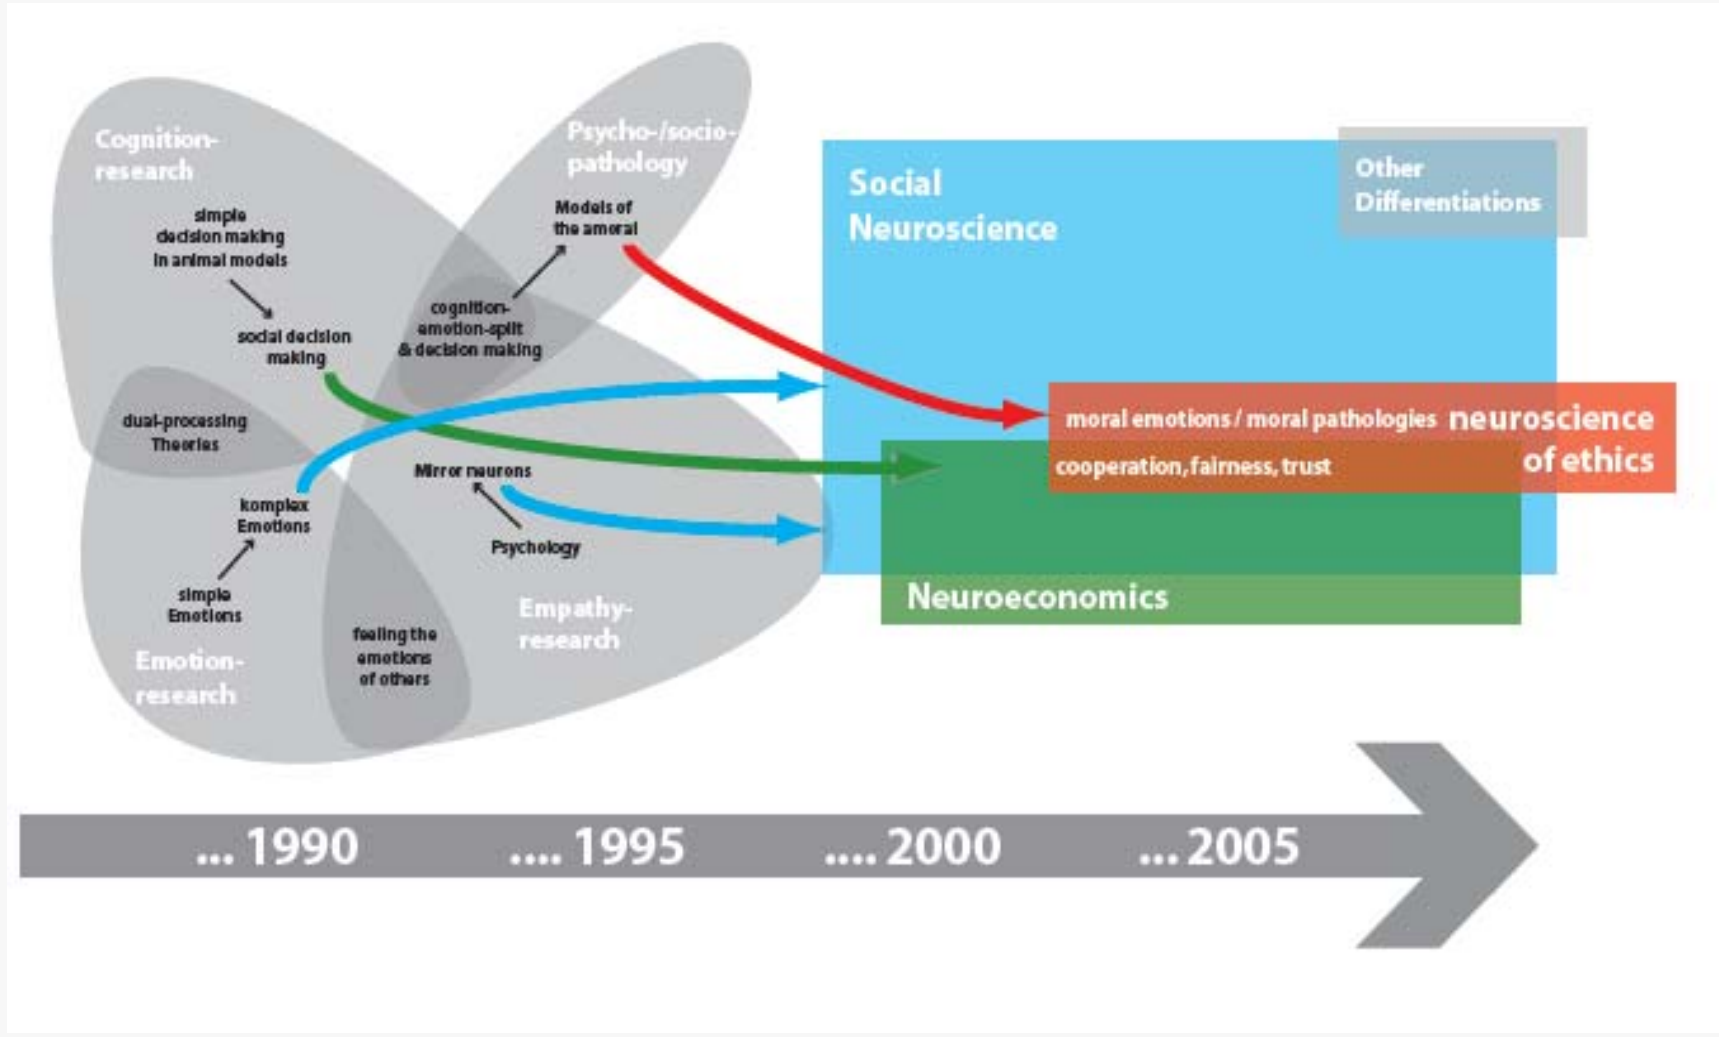 Cognition-
research
simple
decision making
in animal models
social decision
making
dual-processing
Theories
komplex
Emotions
simple
Emotions
Emotion-
research
Psycho-/socio-
pathology
Models of
the amoral
cognition-
emotion-split
& decision making
Mirror neurons
Psychology
Empathy-
research
feeling the
emotions
of others
Social
Neuroscience
Other
Differentiations
moral emotions / moral pathologies
cooperation, fairness, trust
neuroscience
of ethics
Neuroeconomics
... 1990 .... 1995 .... 2000 ... 2005